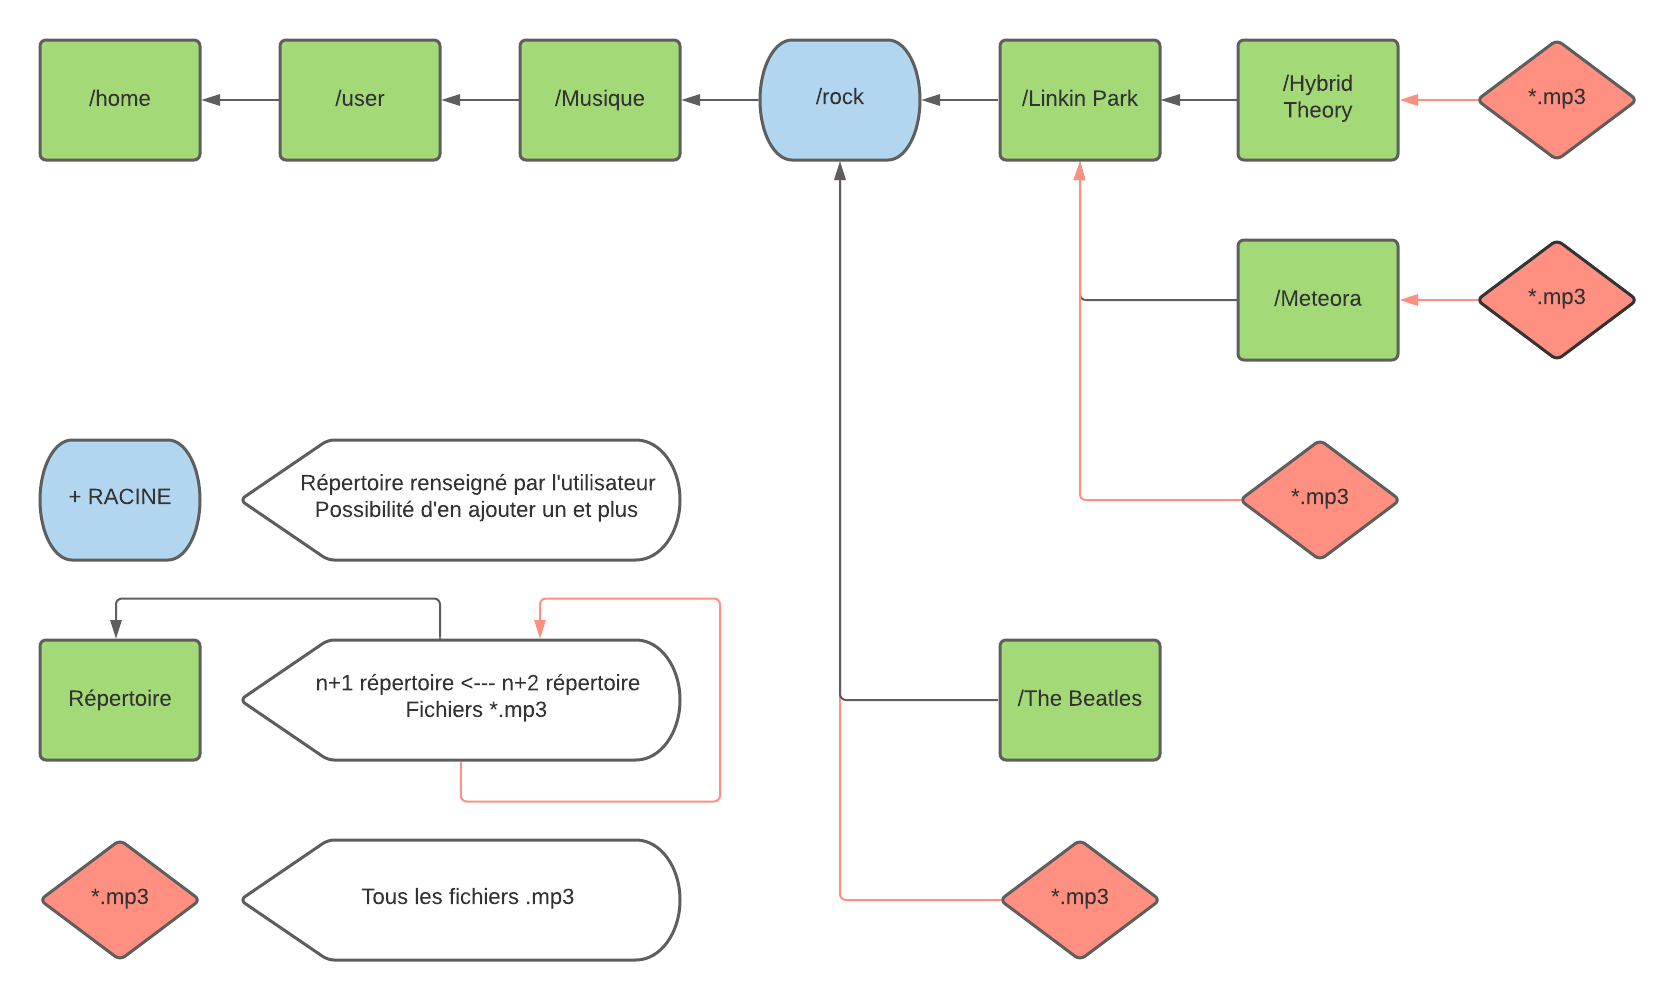 /home
/user
/Musique
/rock
/Linkin Park
/Hybrid
Theory
*.mp3
/Meteora
*.mp3
+ RACINE
Répertoire renseigné par l'utilisateur
Possibilité d'en ajouter un et plus
*.mp3
Répertoire
n+1 répertoire <--- n+2 répertoire
Fichiers *.mp3
/The Beatles
*.mp3
Tous les fichiers .mp3
*.mp3